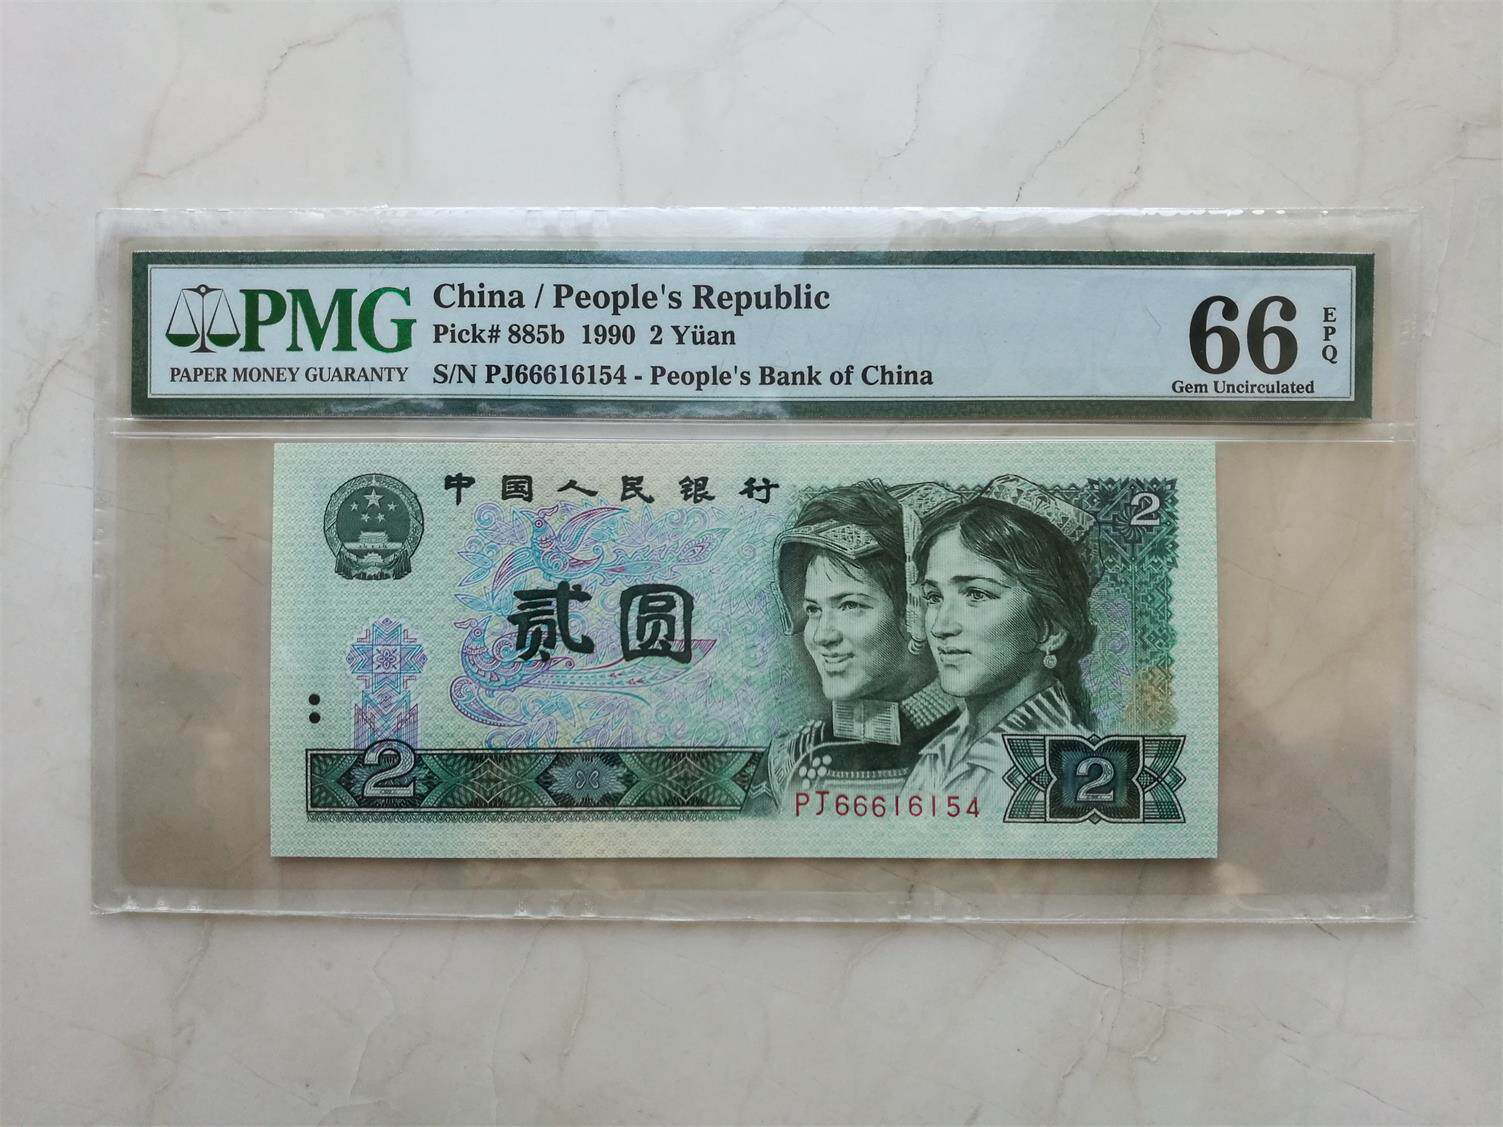 PMG
PAPER MONEY GUARANTY
China / People's Republic
Pick# 885b 1990 2 Yüan
S/N PJ66616154 - People's Bank of China
66
EPQ
Gem Uncirculated
中国人民银行
2
贰圆
2
2
PJ66616154